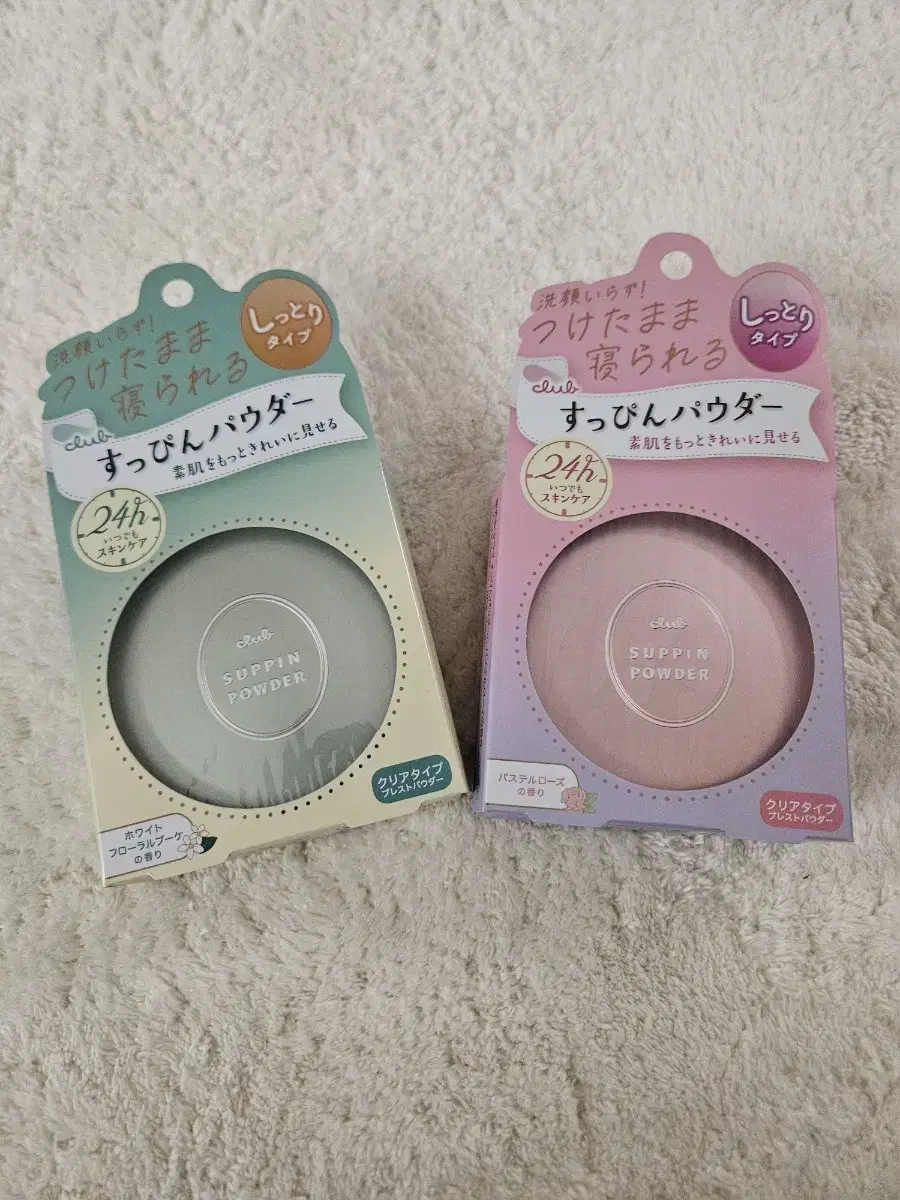 洗顔いらず!
つけたまま
寝られる
しっとり
タイプ
club
すっぴんパウダー
素肌をもっときれいに見せる
24h
いつでも
スキンケア
club
SUPPIN
POWDER
クリアタイプ
プレストパウダー
ホワイト
フローラルブーケ
の香り
洗顔いらず!
つけたまま
寝られる
しっとり
タイプ
club
すっぴんパウダー
素肌をもっときれいに見せる
24h
いつでも
スキンケア
club
SUPPIN
POWDER
パステルローズ
の香り
クリアタイプ
プレストパウダー